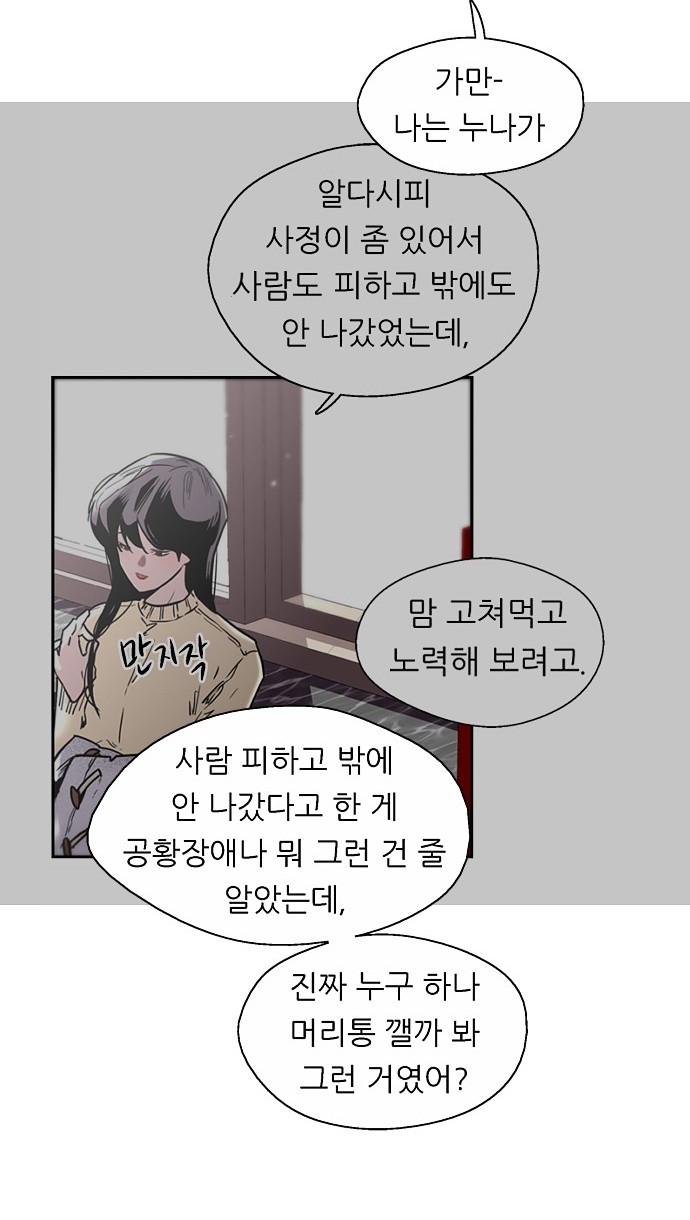 가만-
나는 누나가
알다시피
사정이 좀 있어서
사람도 피하고 밖에도
안 나갔었는데,
맘 고쳐먹고
노력해 보려고.
만지작
사람 피하고 밖에
안 나갔다고 한 게
공황장애나 뭐 그런 건 줄
알았는데,
진짜 누구 하나
머리통 깰까 봐
그런 거였어?